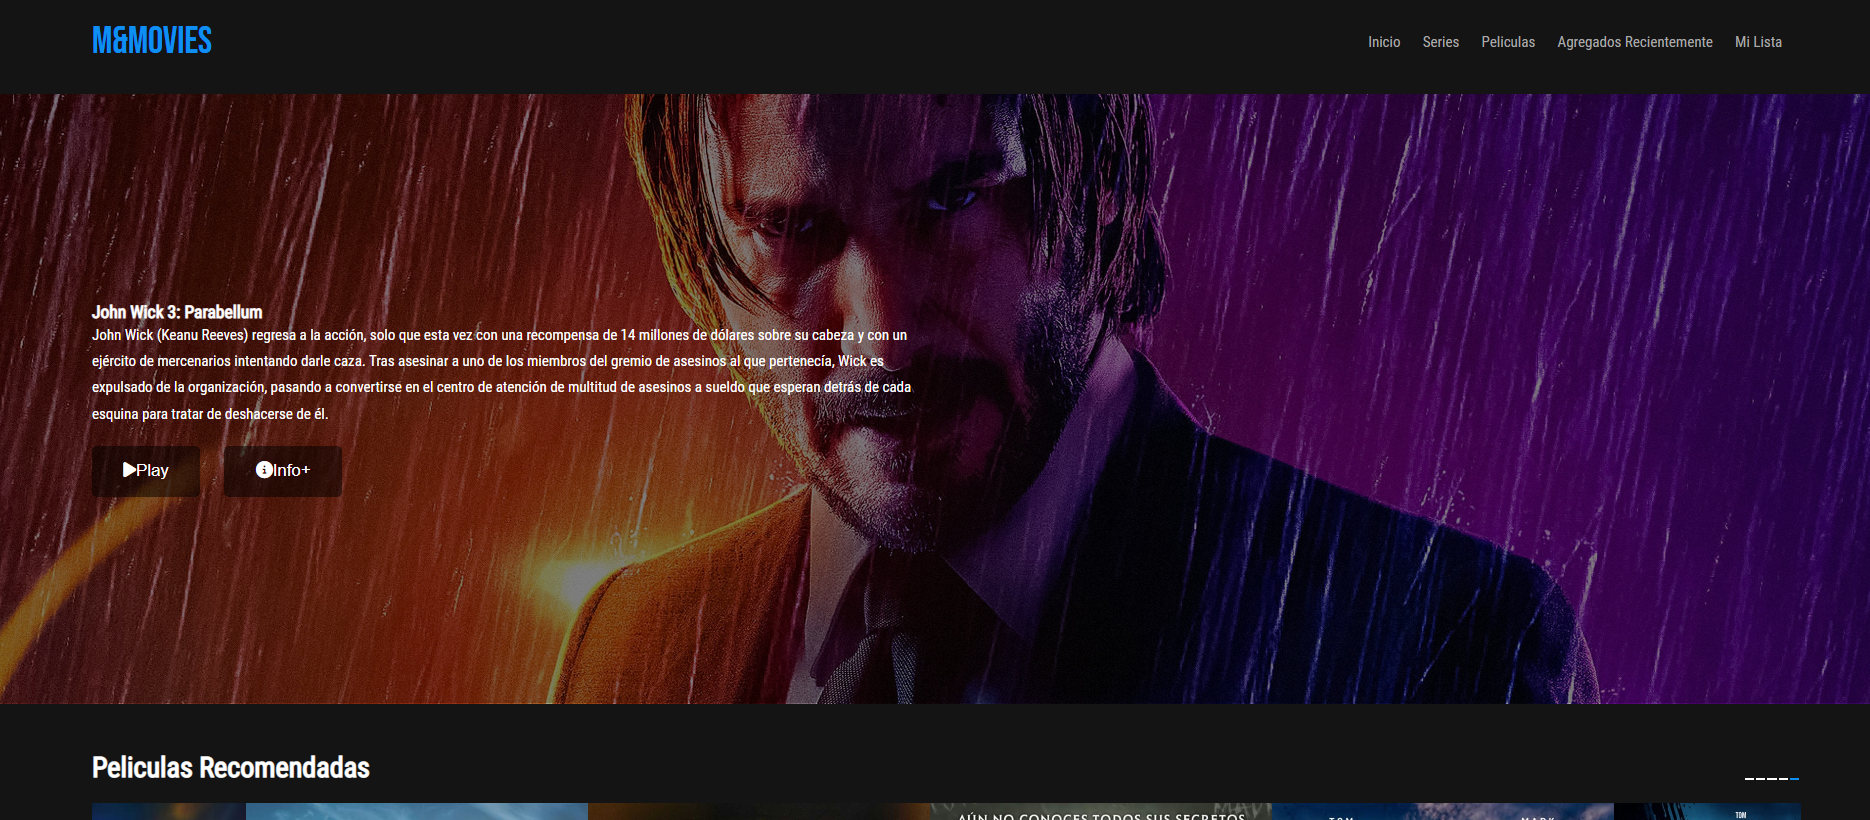 M&MOVIES
Inicio Series Peliculas Agregados Recientemente Mi Lista
John Wick 3: Parabellum
John Wick (Keanu Reeves) regresa a la acción, solo que esta vez con una recompensa de 14 millones de dólares sobre su cabeza y con un
ejército de mercenarios intentando darle caza. Tras asesinar a uno de los miembros del gremio de asesinos al que pertenecía, Wick es
expulsado de la organización, pasando a convertirse en el centro de atención de multitud de asesinos a sueldo que esperan detrás de cada
esquina para tratar de deshacerse de él.
Play Info+
Peliculas Recomendadas
AÚN NO CONOCES TODOS SUS SECRETOS
TOM MARK
TOM